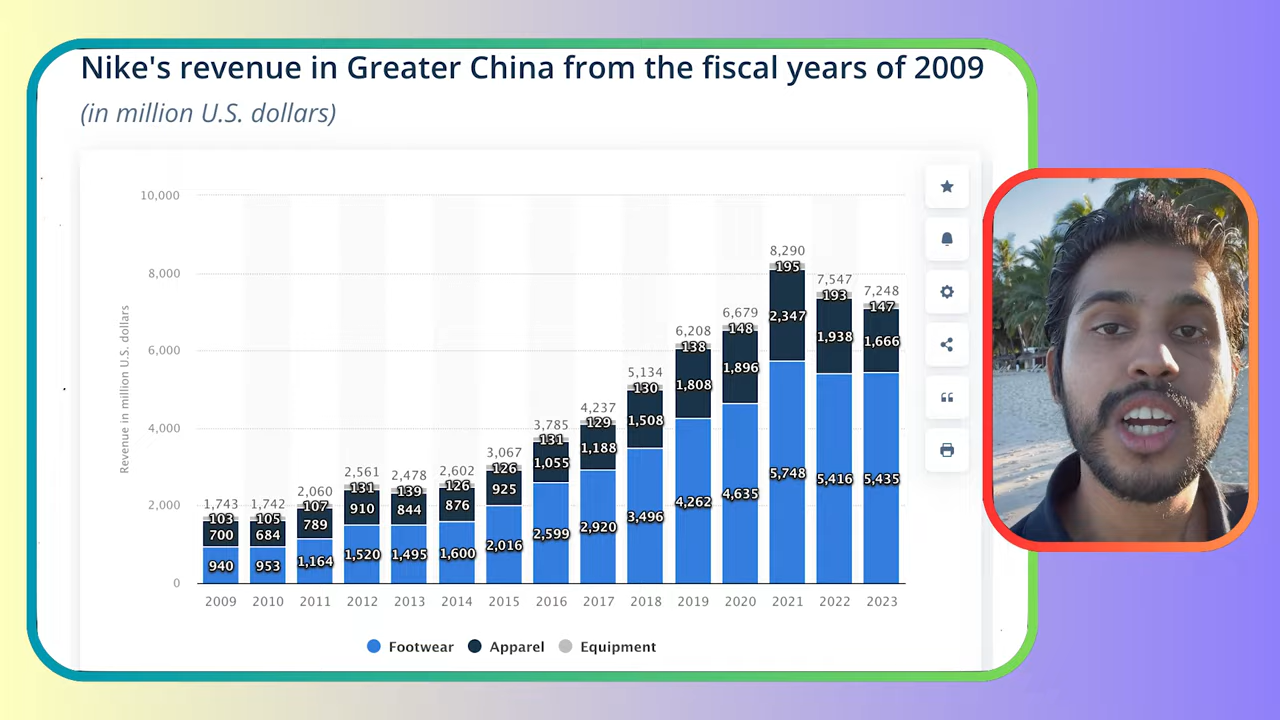 Nike's revenue in Greater China from the fiscal years of 2009
(in million U.S. dollars)
Revenue in million U.S. dollars
10,000
8,000
6,000
4,000
2,000
0
1,743 1,742 2,060 2,561 2,478 2,602 3,067 3,785 4,237 5,134 6,208 6,679 8,290 7,547 7,248
103 105 107 131 139 126 126 131 129 130 138 148 195 193 147
700 684 789 910 844 876 925 1,055 1,188 1,508 1,808 1,896 2,347 1,938 1,666
940 953 1,164 1,520 1,495 1,600 2,016 2,599 2,920 3,496 4,262 4,635 5,748 5,416 5,435
2009 2010 2011 2012 2013 2014 2015 2016 2017 2018 2019 2020 2021 2022 2023
Footwear Apparel Equipment